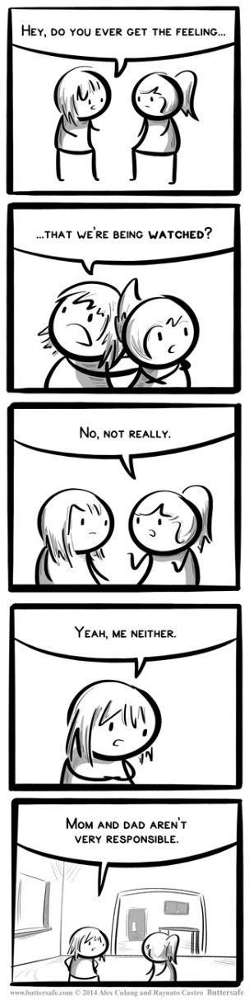 HEY, DO YOU EVER GET THE FEELING...
...THAT WE'RE BEING WATCHED?
NO, NOT REALLY.
YEAH, ME NEITHER.
MOM AND DAD AREN'T
VERY RESPONSIBLE.
www.buttersafe.com © 2014 Alex Culang and Raynato Castro Buttersafe